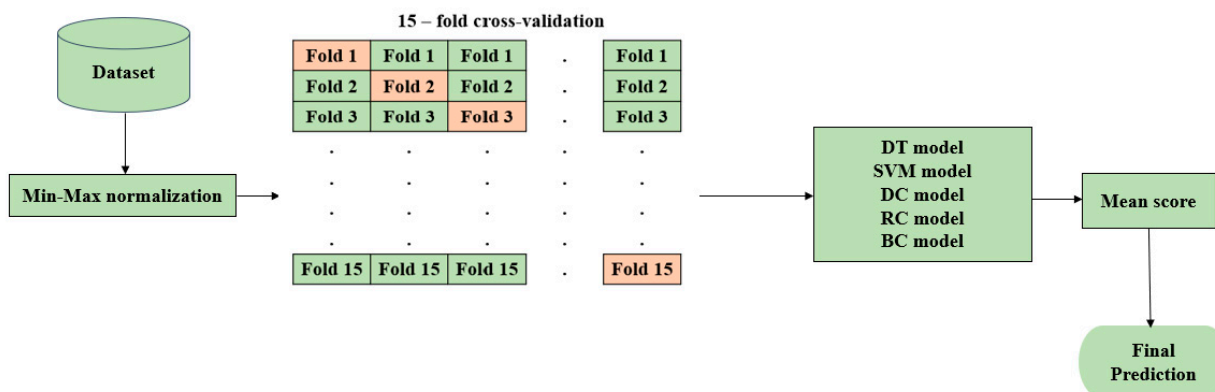 15 – fold cross-validation
Dataset
Fold 1 Fold 1 Fold 1 . Fold 1
Fold 2 Fold 2 Fold 2 . Fold 2
Fold 3 Fold 3 Fold 3 . Fold 3
. . . . .
. . . . .
. . . . .
. . . . .
Fold 15 Fold 15 Fold 15 . Fold 15
Min-Max normalization
DT model
SVM model
DC model
RC model
BC model
Mean score
Final
Prediction